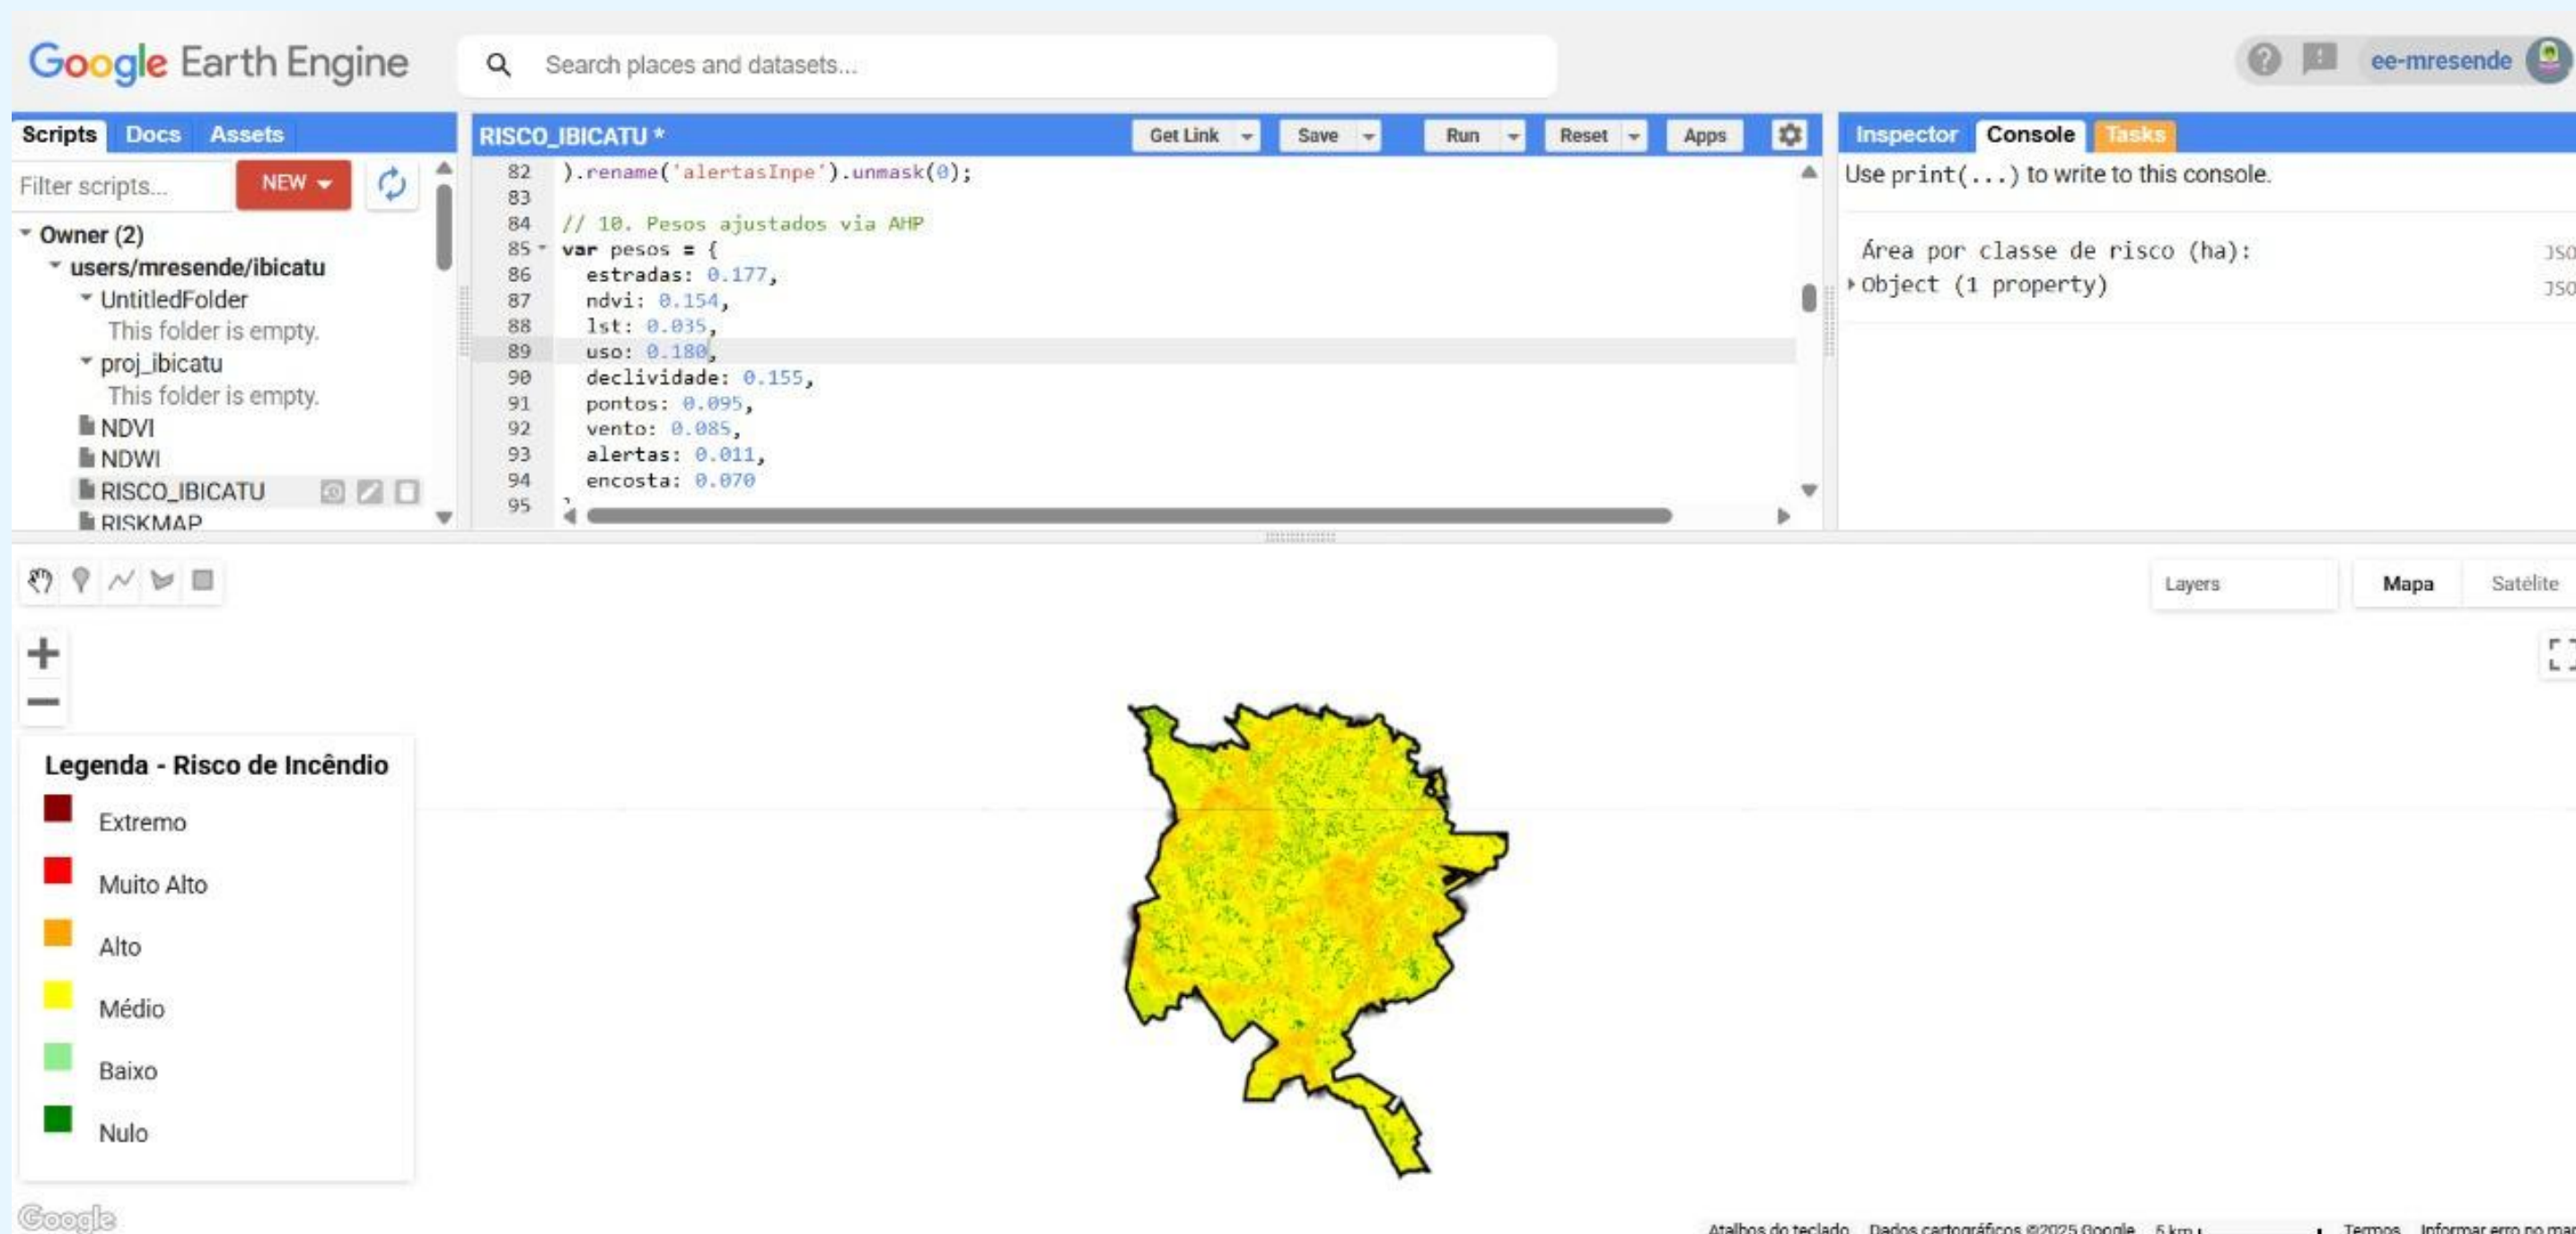 Google Earth Engine
Search places and datasets...
ee-mresende
Scripts Docs Assets
Filter scripts...
NEW
Owner (2)
users/mresende/ibicatu
UntitledFolder
This folder is empty.
proj_ibicatu
This folder is empty.
NDVI
NDWI
RISCO_IBICATU
RISKMAP
RISCO_IBICATU *
Get Link Save Run Reset Apps
82 ).rename('alertasInpe').unmask(0);
83
84 // 10. Pesos ajustados via AHP
85 var pesos = {
86 estradas: 0.177,
87 ndvi: 0.154,
88 lst: 0.035,
89 uso: 0.180,
90 declividade: 0.155,
91 pontos: 0.095,
92 vento: 0.085,
93 alertas: 0.011,
94 encosta: 0.070
95
Inspector Console Tasks
Use print(...) to write to this console.
Área por classe de risco (ha):
JSO
Object (1 property)
JSO
Layers
Mapa Satélite
Legenda - Risco de Incêndio
Extremo
Muito Alto
Alto
Médio
Baixo
Nulo
Google
Atalhos do teclado Dados cartográficos ©2025 Google 5 km Termos Informar erro no map